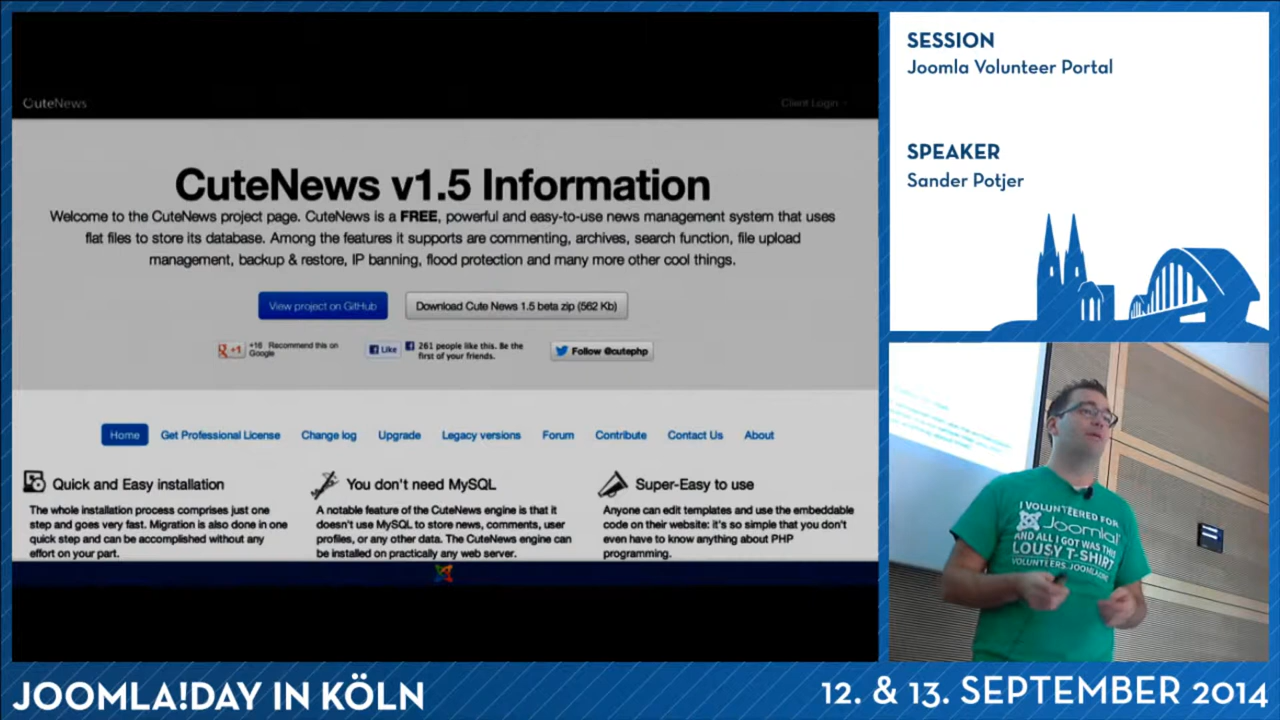 CuteNews
Client Login
CuteNews v1.5 Information
Welcome to the CuteNews project page. CuteNews is a FREE, powerful and easy-to-use news management system that uses
flat files to store its database. Among the features it supports are commenting, archives, search function, file upload
management, backup & restore, IP banning, flood protection and many more other cool things.
View project on GitHub
Download Cute News 1.5 beta zip (562 Kb)
+1
+16 Recommend this on
Google
Like
261 people like this. Be the
first of your friends.
Follow @cutephp
Home
Get Professional License
Change log
Upgrade
Legacy versions
Forum
Contribute
Contact Us
About
Quick and Easy installation
The whole installation process comprises just one
step and goes very fast. Migration is also done in one
quick step and can be accomplished without any
effort on your part.
You don't need MySQL
A notable feature of the CuteNews engine is that it
doesn't use MySQL to store news, comments, user
profiles, or any other data. The CuteNews engine can
be installed on practically any web server.
Super-Easy to use
Anyone can edit templates and use the embeddable
code on their website: it's so simple that you don't
even have to know anything about PHP
programming.
SESSION
Joomla Volunteer Portal
SPEAKER
Sander Potjer
I VOLUNTEERED FOR
Joomla!
AND ALL I GOT WAS THIS
LOUSY T-SHIRT
VOLUNTEERS.JOOMLA.ORG
JOOMLA!DAY IN KÖLN
12. & 13. SEPTEMBER 2014